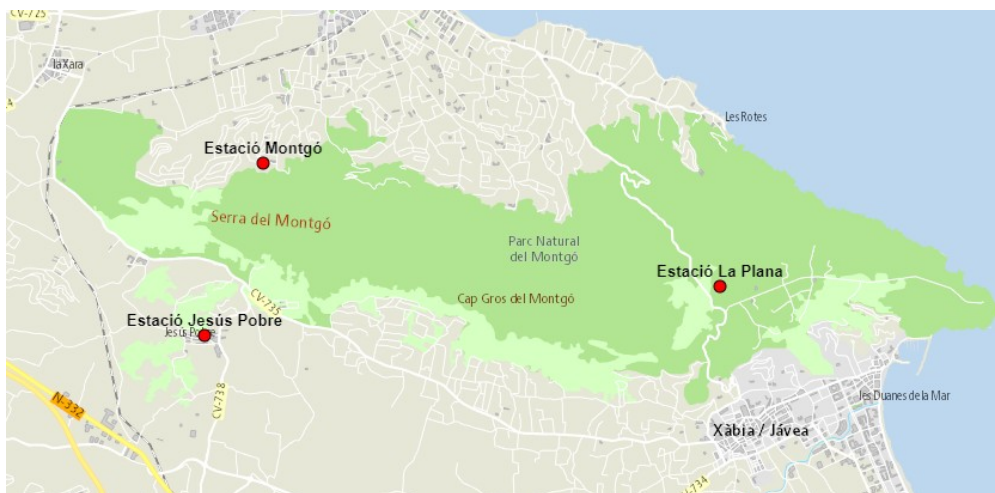 CV-725
la Xara
Les Rotes
Estació Montgó
Serra del Montgó
Parc Natural
del Montgó
Estació La Plana
Cap Gros del Montgó
CV-735
Estació Jesús Pobre
Jesús Pobre
CV-738
N-332
les Duanes de la Mar
Xàbia / Jávea
V-734